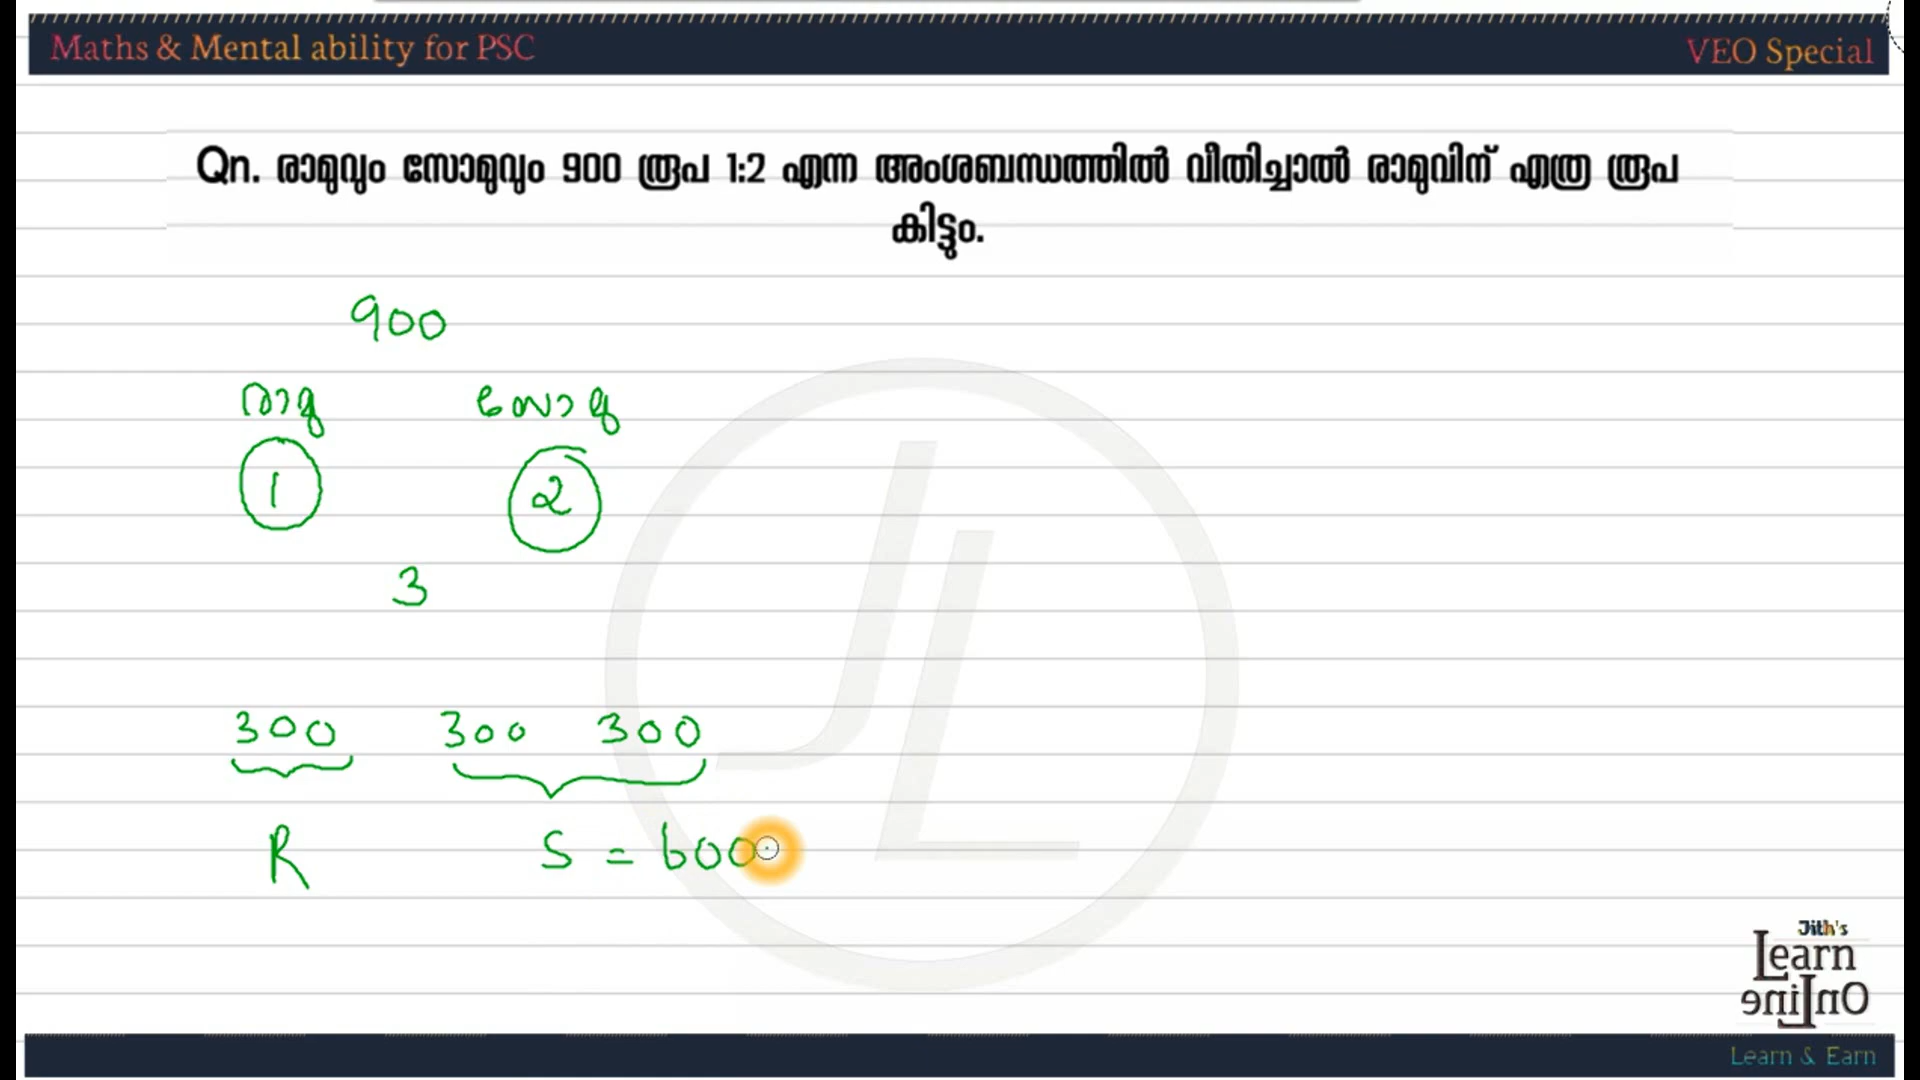 Maths & Mental ability for PSC
VEO Special
Qn. രാമുവും സോമുവും 900 രൂപ 1:2 എന്ന അംശബന്ധത്തിൽ വീതിച്ചാൽ രാമുവിന് എത്ര രൂപ
കിട്ടും.
900
രാമു സോമു
1 2
3
300 300 300
R S = 600
JL
Jith's
Learn
OnLine
Learn & Earn